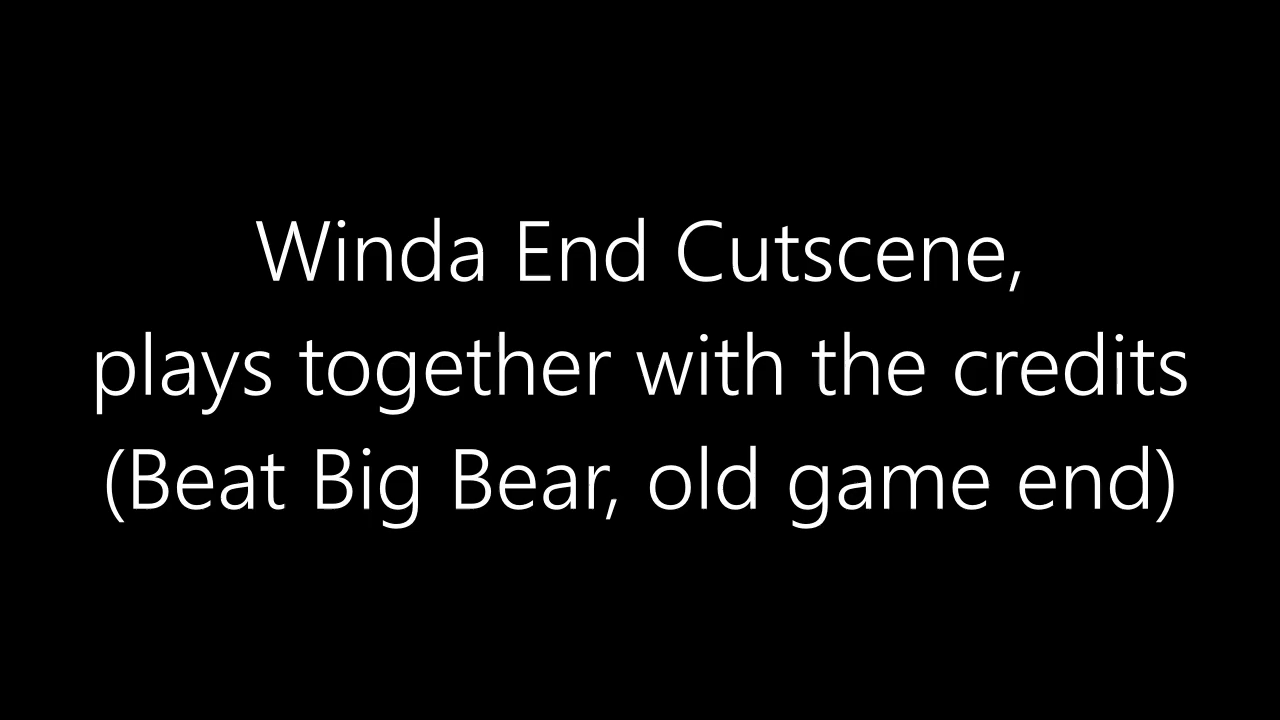 Winda End Cutscene,
plays together with the credits
(Beat Big Bear, old game end)